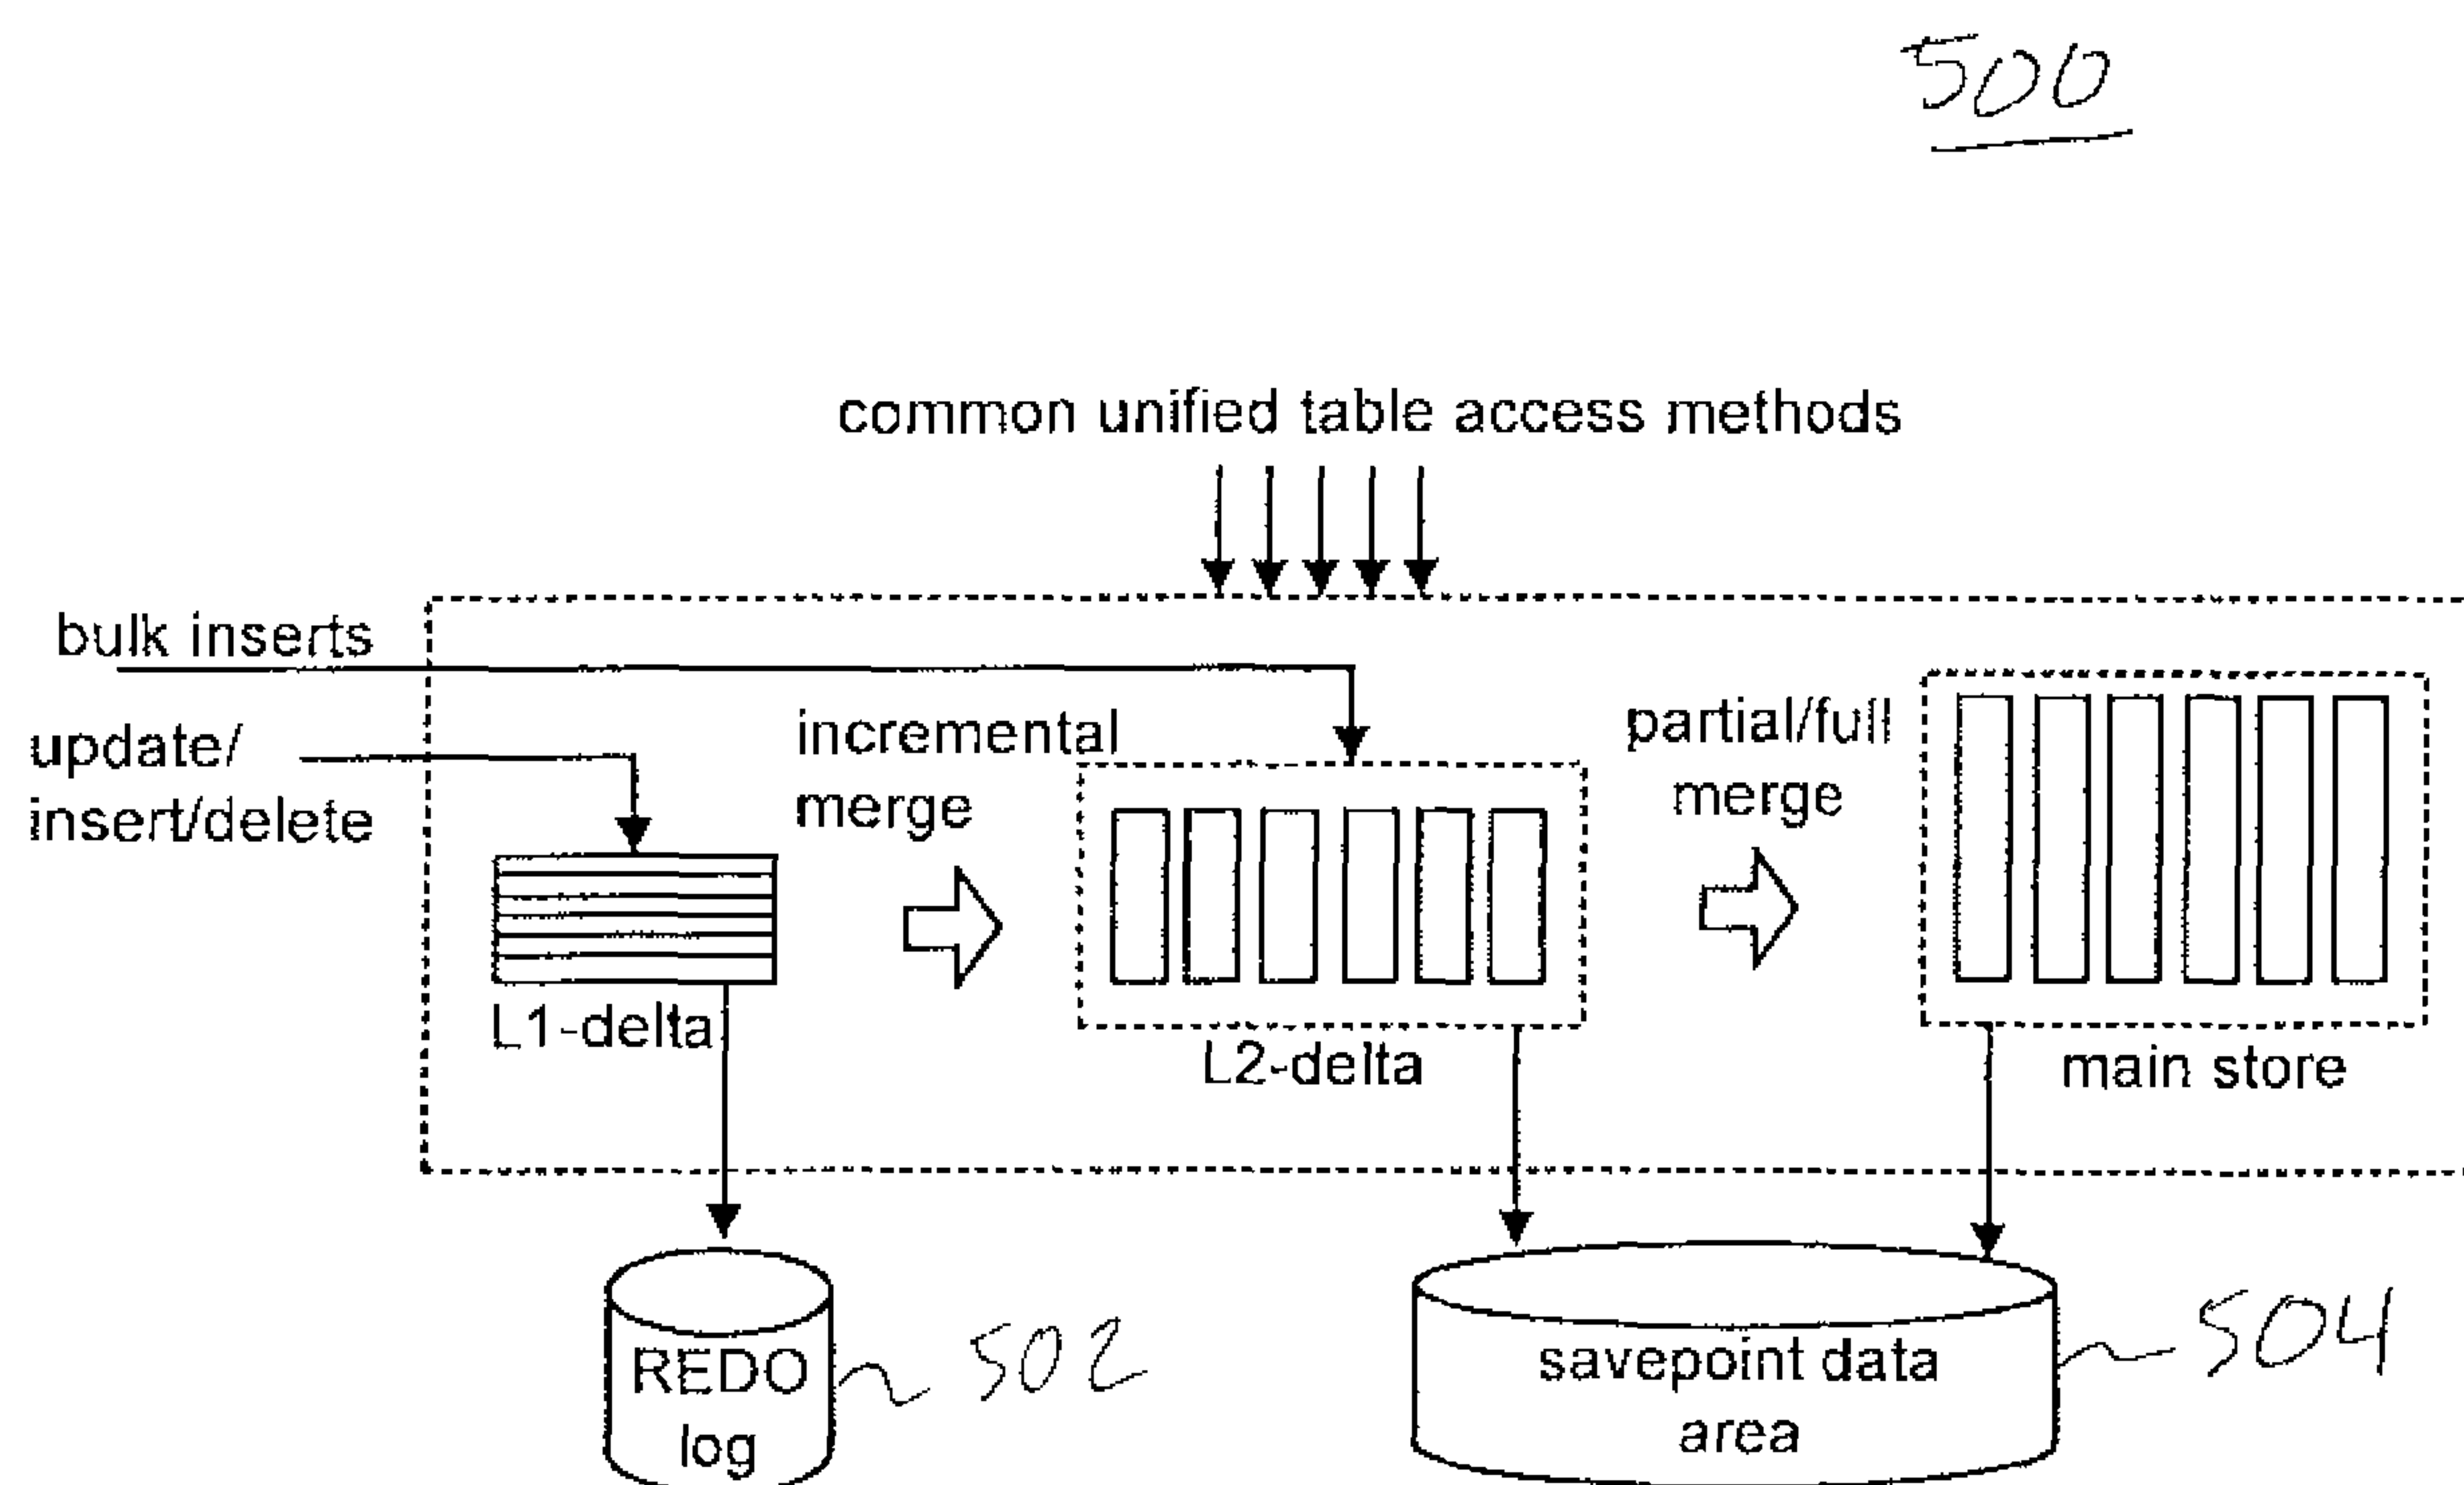 500
common unified table access methods
bulk inserts
update/
insert/delete
incremental
merge
partial/full
merge
L1-delta
L2-delta
main store
REDO
log
502
savepoint data
area
504